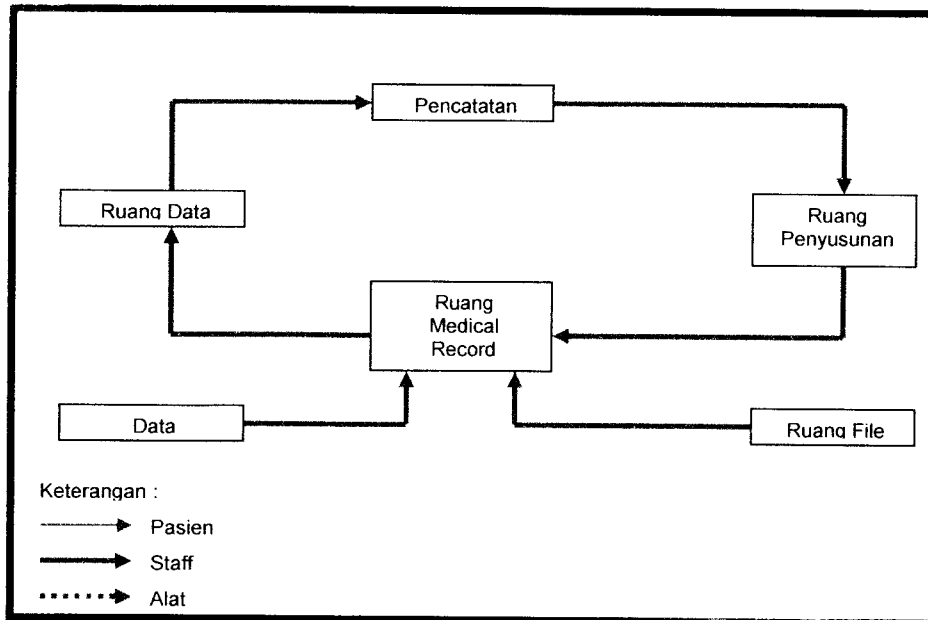 Pencatatan
Ruang Data
Ruang
Penyusunan
Ruang
Medical
Record
Data
Ruang File
Keterangan :
Pasien
Staff
Alat